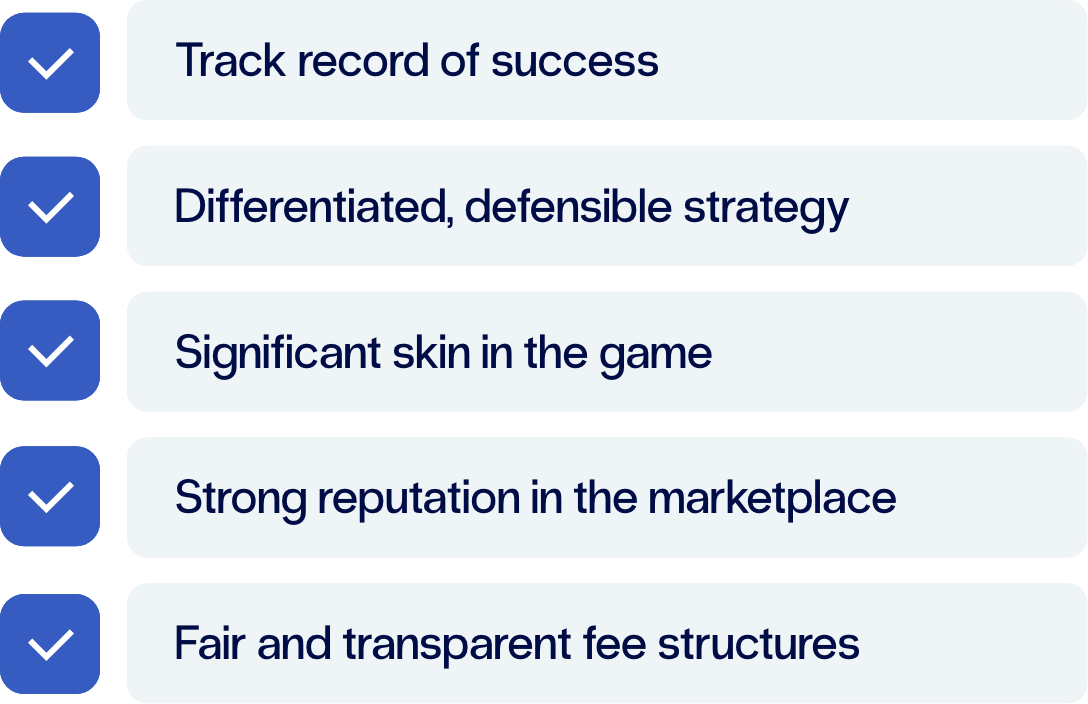 Track record of success
Differentiated, defensible strategy
Significant skin in the game
Strong reputation in the marketplace
Fair and transparent fee structures